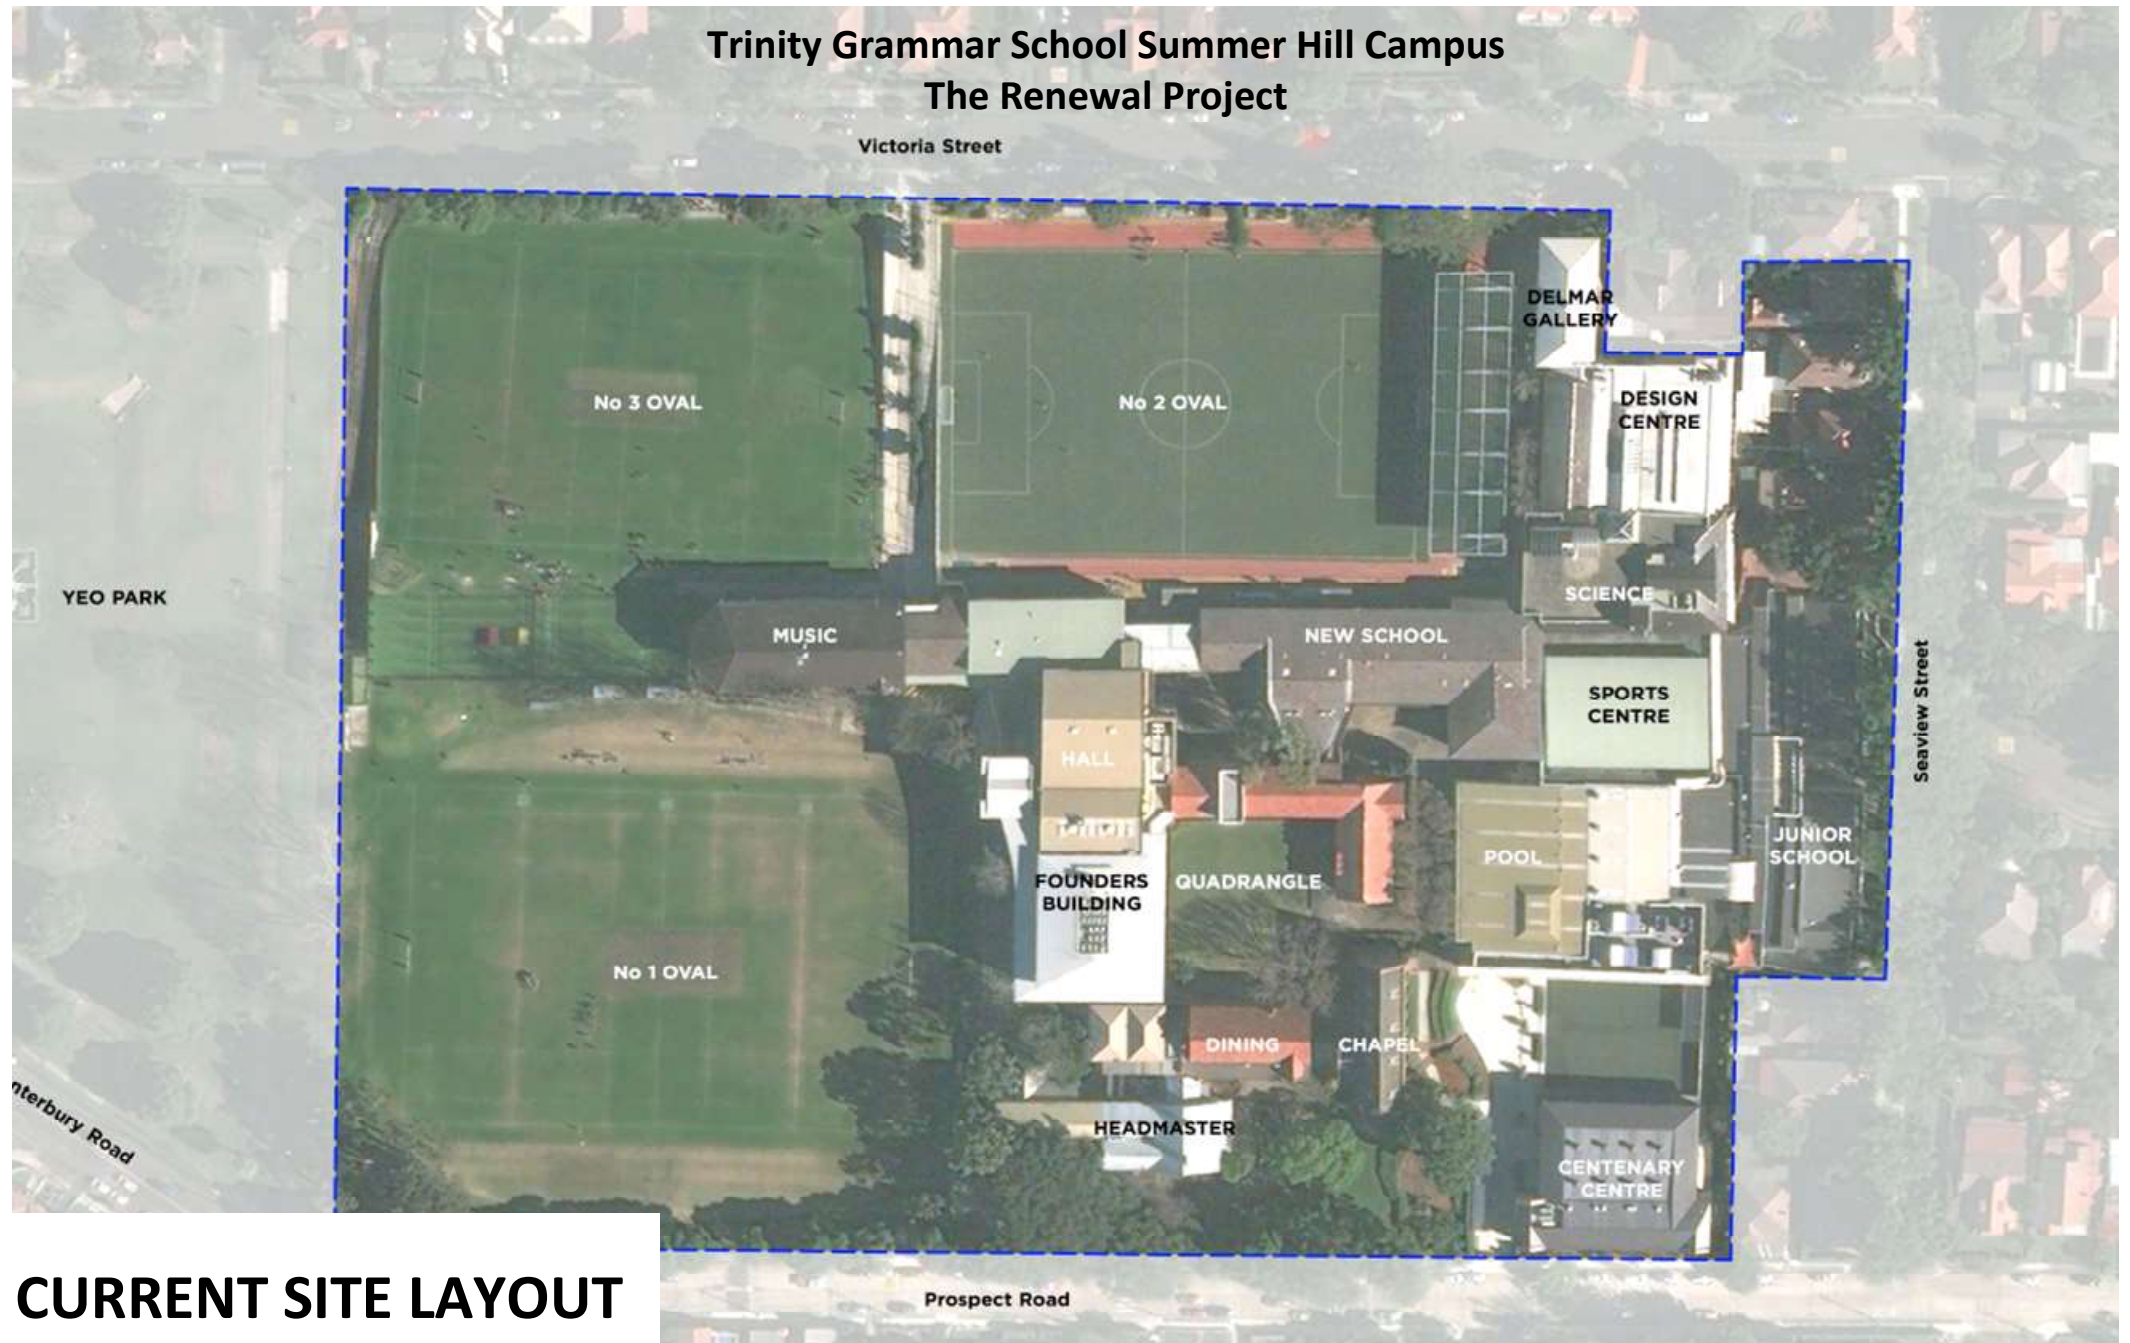 Trinity Grammar School Summer Hill Campus
The Renewal Project
Victoria Street
DELMAR
GALLERY
No 3 OVAL
No 2 OVAL
DESIGN
CENTRE
YEO PARK
SCIENCE
MUSIC
NEW SCHOOL
SPORTS
CENTRE
Seaview Street
HALL
JUNIOR
SCHOOL
POOL
FOUNDERS
BUILDING
QUADRANGLE
No 1 OVAL
DINING
CHAPEL
nterbury Road
HEADMASTER
CENTENARY
CENTRE
CURRENT SITE LAYOUT
Prospect Road